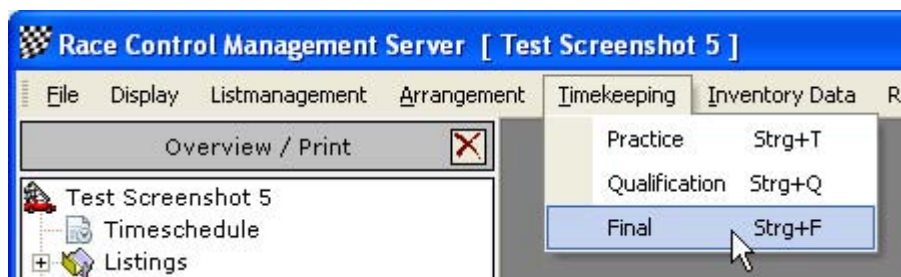 Race Control Management Server [ Test Screenshot 5 ]
File Display Listmanagement Arrangement Timekeeping Inventory Data R
Overview / Print
Practice Strg+T
Qualification Strg+Q
Final Strg+F
Test Screenshot 5
Timeschedule
Listings